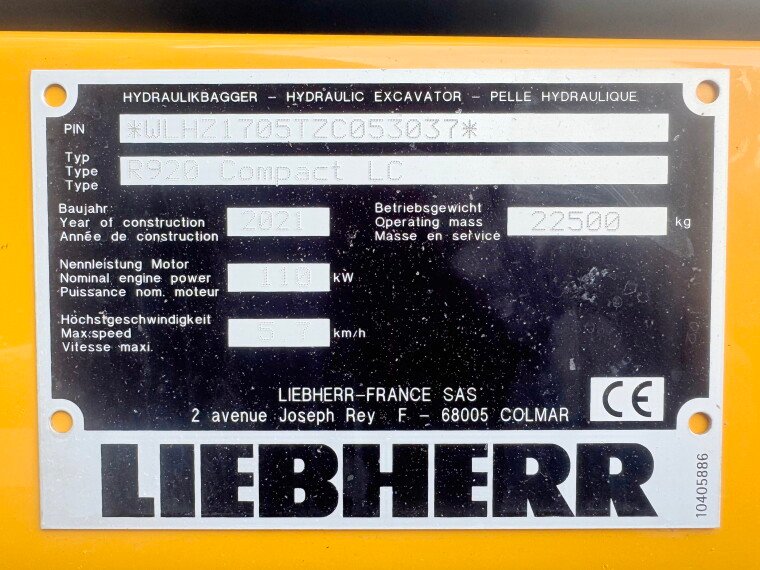 HYDRAULIKBAGGER – HYDRAULIC EXCAVATOR – PELLE HYDRAULIQUE
PIN *WLHZ1705TZC053037*
Typ
Type R920 Compact LC
Type
Baujahr
Year of construction 2021
Année de construction
Betriebsgewicht
Operating mass 22500 kg
Masse en service
Nennleistung Motor
Nominal engine power 110 kW
Puissance nom. moteur
Höchstgeschwindigkeit
Max.speed 5.7 km/h
Vitesse maxi.
LIEBHERR–FRANCE SAS
2 avenue Joseph Rey F – 68005 COLMAR
CE
LIEBHERR
10405886